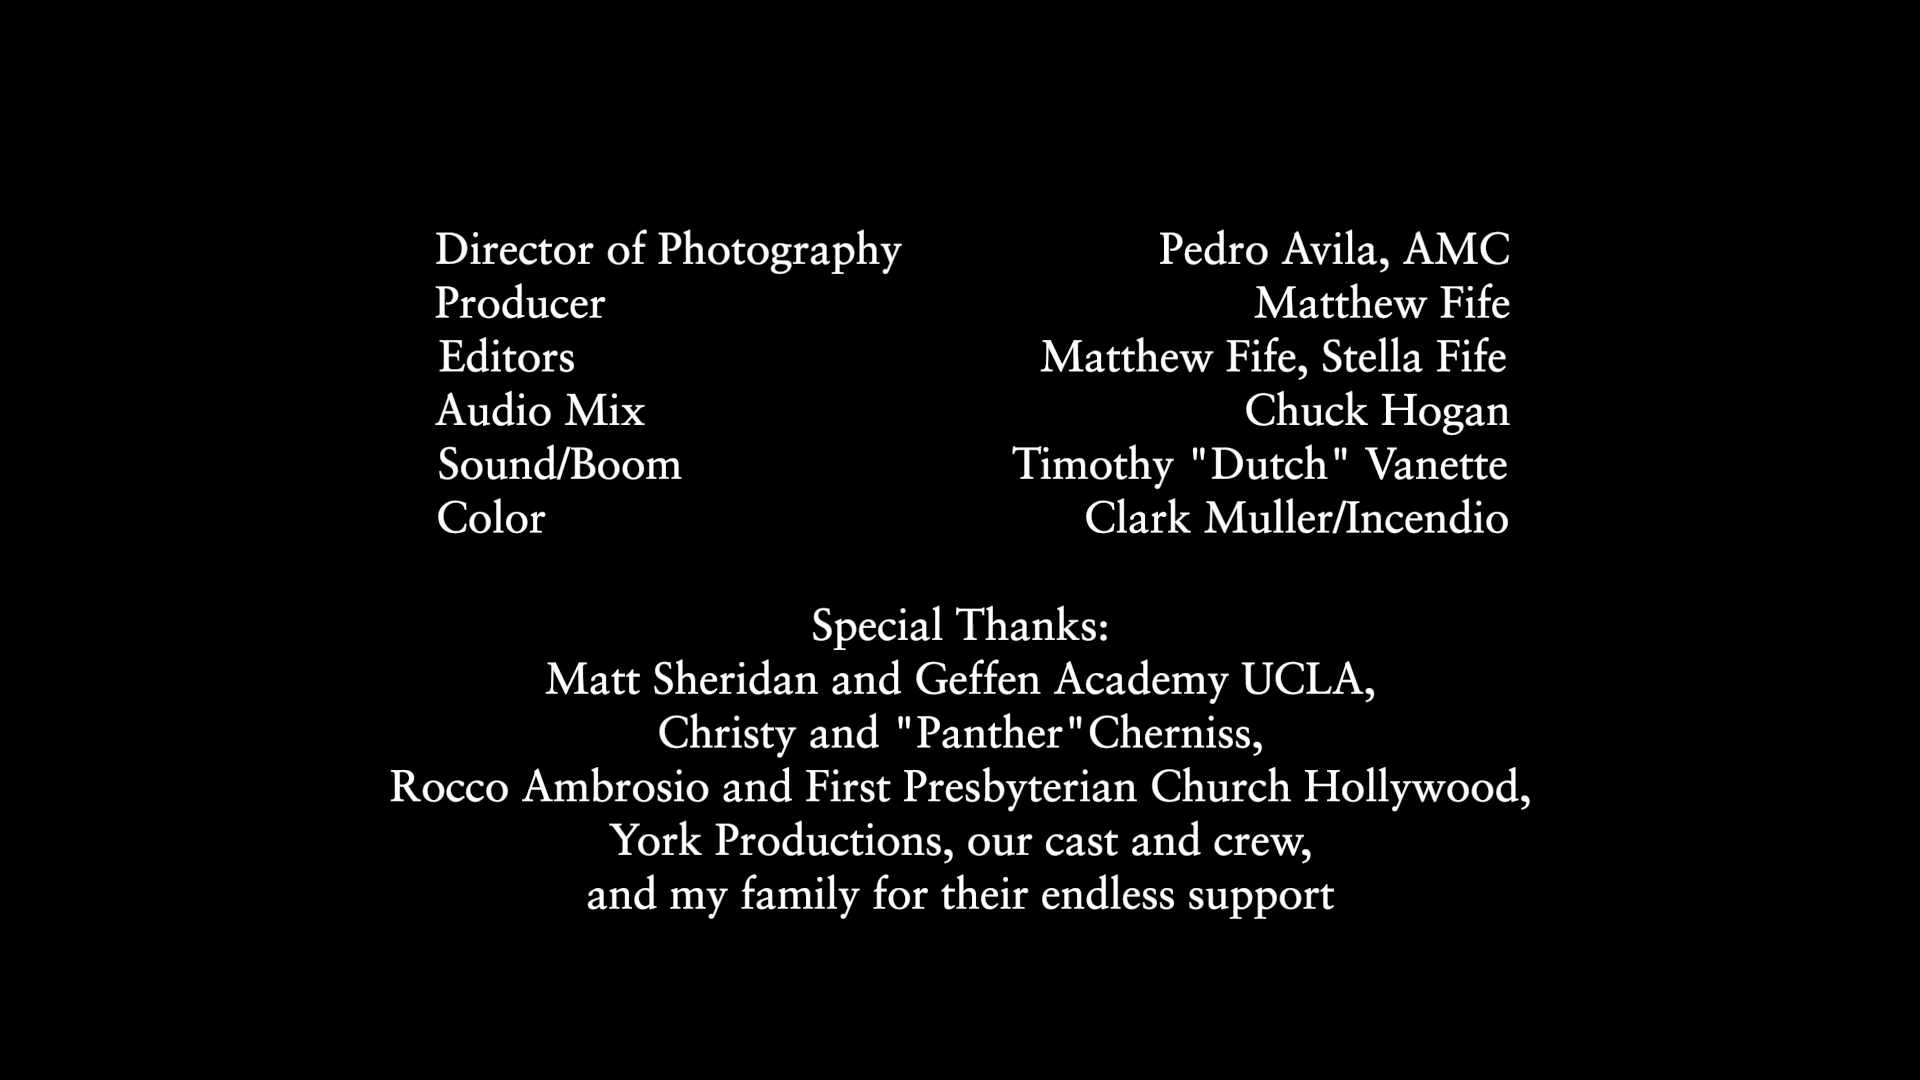 Director of Photography Pedro Avila, AMC
Producer Matthew Fife
Editors Matthew Fife, Stella Fife
Audio Mix Chuck Hogan
Sound/Boom Timothy "Dutch" Vanette
Color Clark Muller/Incendio
Special Thanks:
Matt Sheridan and Geffen Academy UCLA,
Christy and "Panther"Cherniss,
Rocco Ambrosio and First Presbyterian Church Hollywood,
York Productions, our cast and crew,
and my family for their endless support